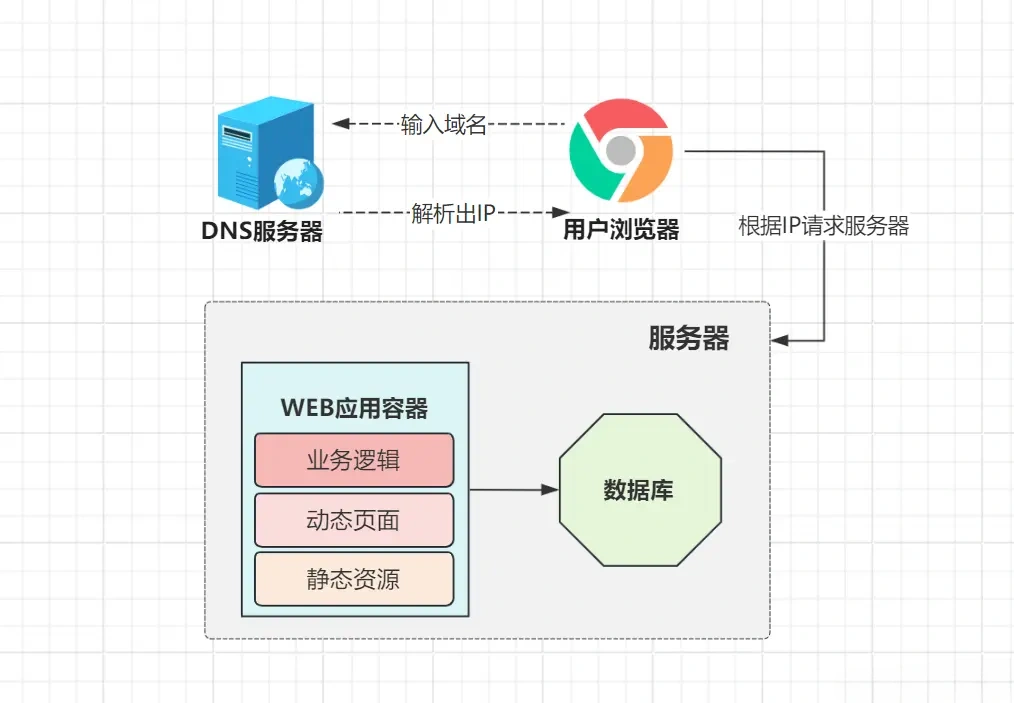 输入域名
解析出IP
DNS服务器
用户浏览器
根据IP请求服务器
服务器
WEB应用容器
业务逻辑
动态页面
静态资源
数据库